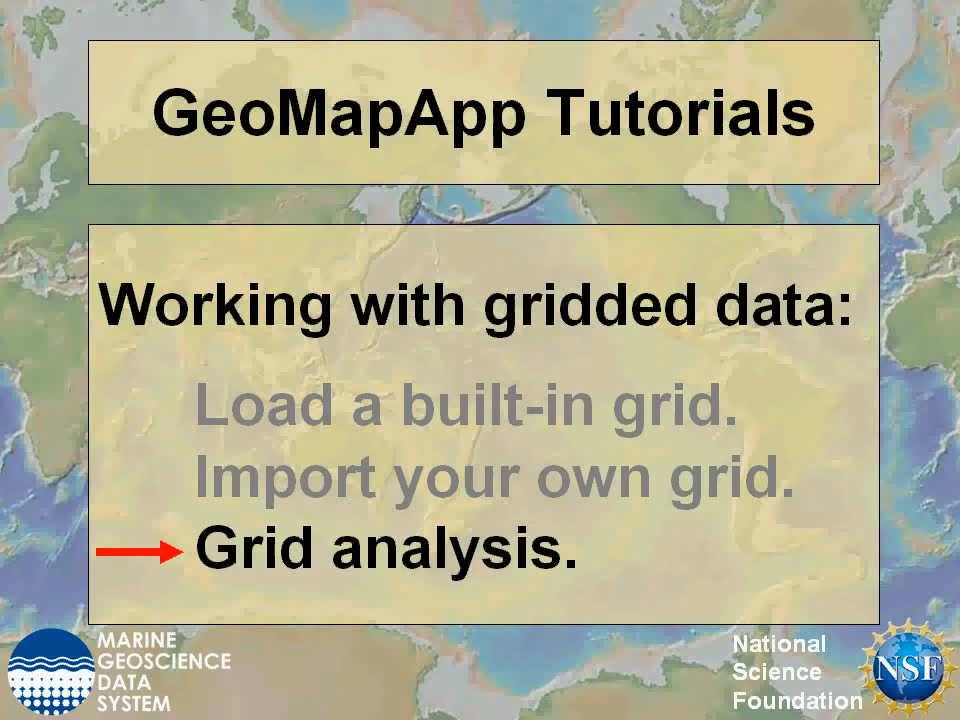 GeoMapApp Tutorials
Working with gridded data:
Load a built-in grid.
Import your own grid.
Grid analysis.
MARINE
GEOSCIENCE
DATA
SYSTEM
National
Science
Foundation
NSF